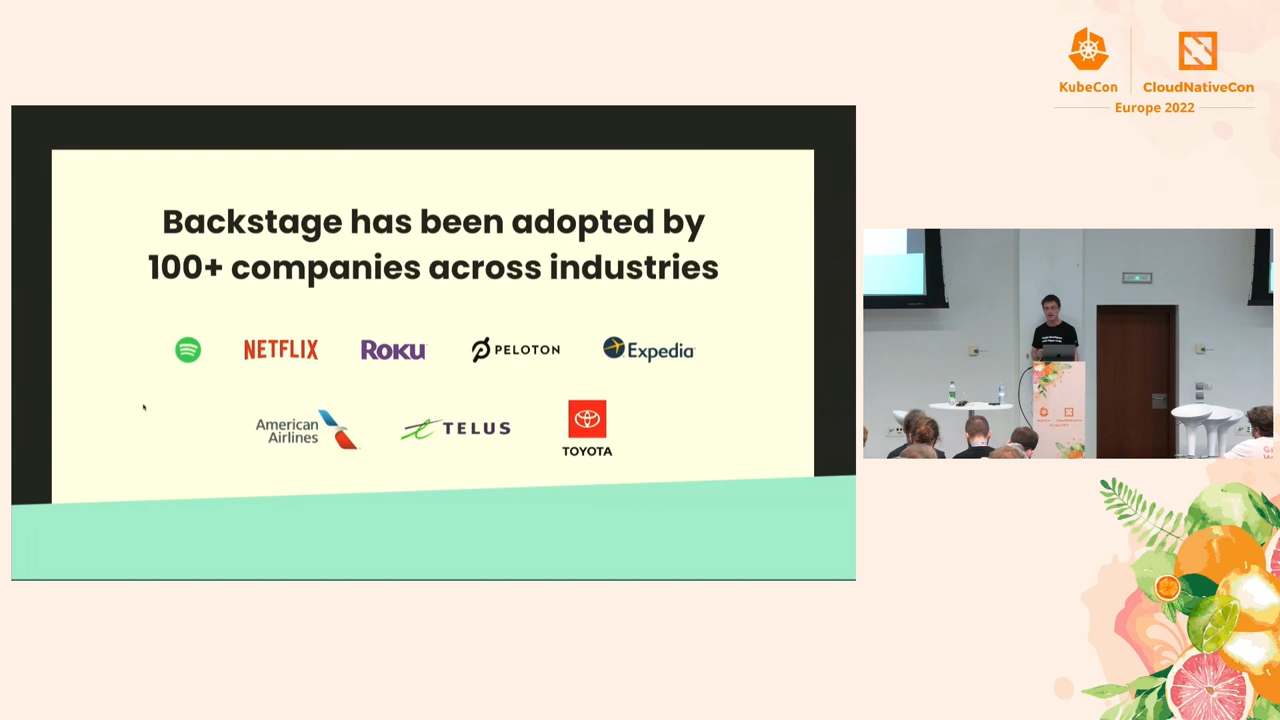 KubeCon
CloudNativeCon
Europe 2022
Backstage has been adopted by
100+ companies across industries
NETFLIX
ROKU
PELOTON
Expedia
American
Airlines
TELUS
TOYOTA